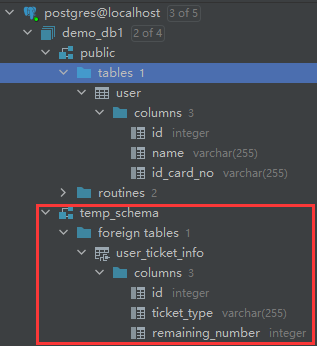 postgres@localhost 3 of 5
demo_db1 2 of 4
public
tables 1
user
columns 3
id integer
name varchar(255)
id_card_no varchar(255)
routines 2
temp_schema
foreign tables 1
user_ticket_info
columns 3
id integer
ticket_type varchar(255)
remaining_number integer